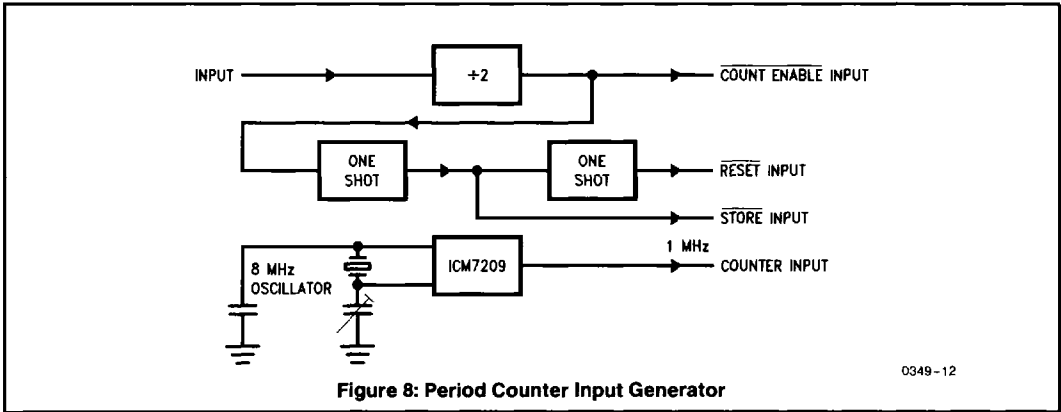 INPUT
÷2
COUNT ENABLE INPUT
ONE
SHOT
ONE
SHOT
RESET INPUT
STORE INPUT
8 MHz
OSCILLATOR
ICM7209
1 MHz
COUNTER INPUT
0349-12
Figure 8: Period Counter Input Generator